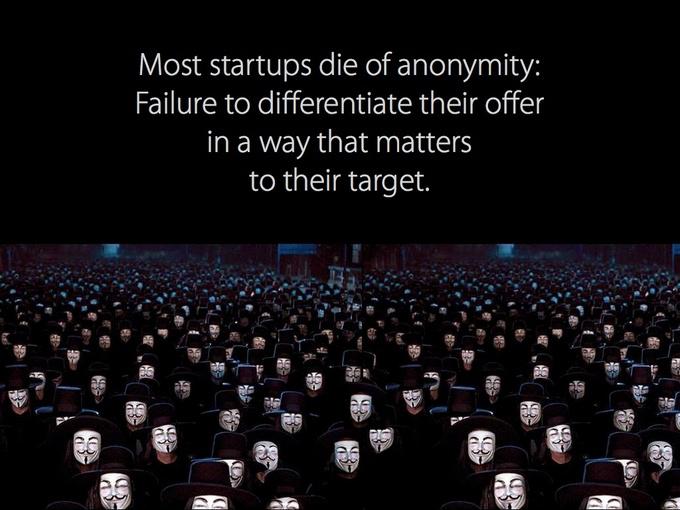 Most startups die of anonymity:
Failure to differentiate their offer
in a way that matters
to their target.